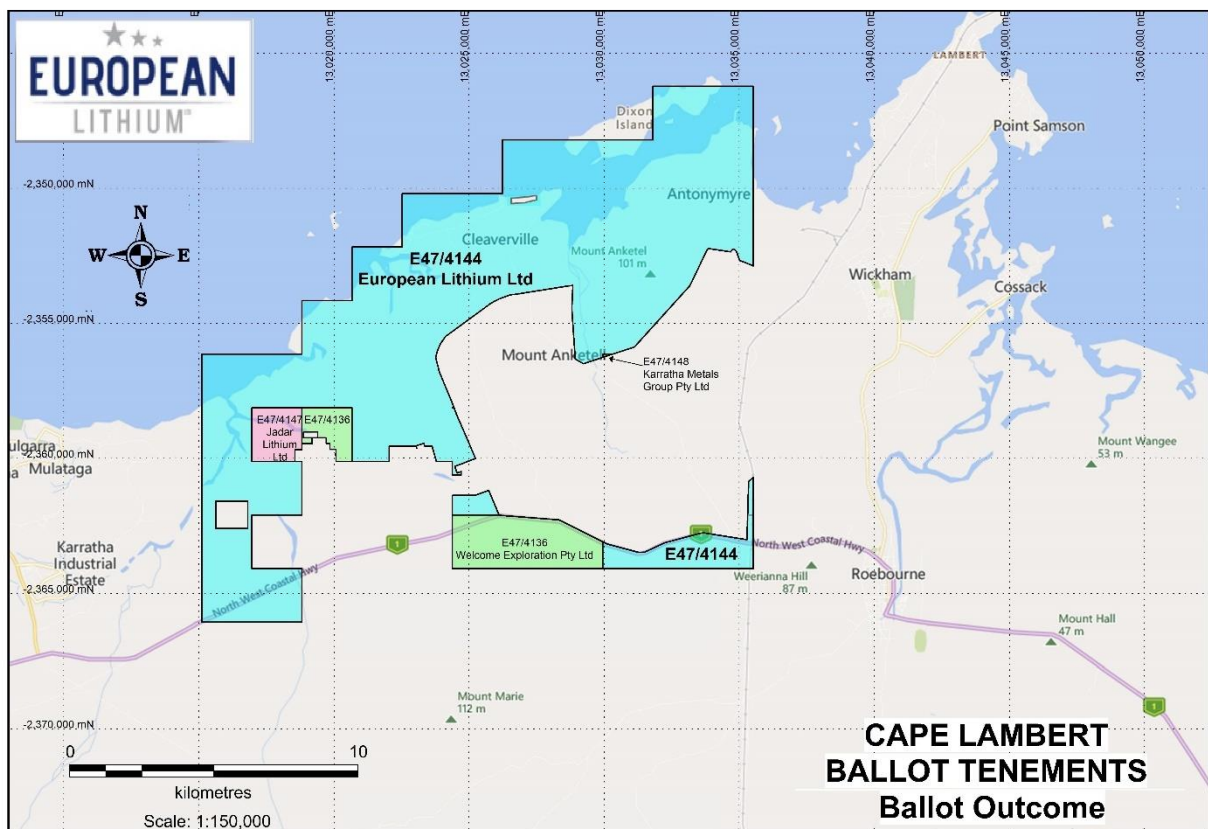 EUROPEAN
LITHIUM
13,020,000 mE
13,025,000 mE
13,030,000 mE
13,035,000 mE
13,040,000 mE
13,045,000 mE
13,050,000 mE
LAMBERT
Dixon
Island
Point Samson
-2,350,000 mN
Antonymyre
N
W
E
S
Cleaverville
E47/4144
European Lithium Ltd
Mount Anketel
101 m
Wickham
Cossack
-2,355,000 mN
Mount Anketell
E47/4148
Karratha Metals
Group Pty Ltd
E47/4147
Jadar
Lithium
Ltd
E47/4136
ulgarra
Mulataga
Mount Wangee
53 m
-2,360,000 mN
1
1
E47/4136
Welcome Exploration Pty Ltd
E47/4144
North West Coastal Hwy
Karratha
Industrial
Estate
Weerianna Hill
87 m
Roebourne
-2,365,000 mN
North West Coastal Hwy
Mount Hall
47 m
Mount Marie
112 m
1
-2,370,000 mN
0
10
kilometres
Scale: 1:150,000
CAPE LAMBERT
BALLOT TENEMENTS
Ballot Outcome